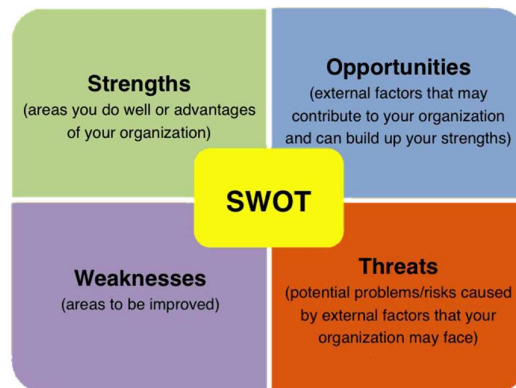 Strengths
(areas you do well or advantages
of your organization)
Opportunities
(external factors that may
contribute to your organization
and can build up your strengths)
SWOT
Weaknesses
(areas to be improved)
Threats
(potential problems/risks caused
by external factors that your
organization may face)